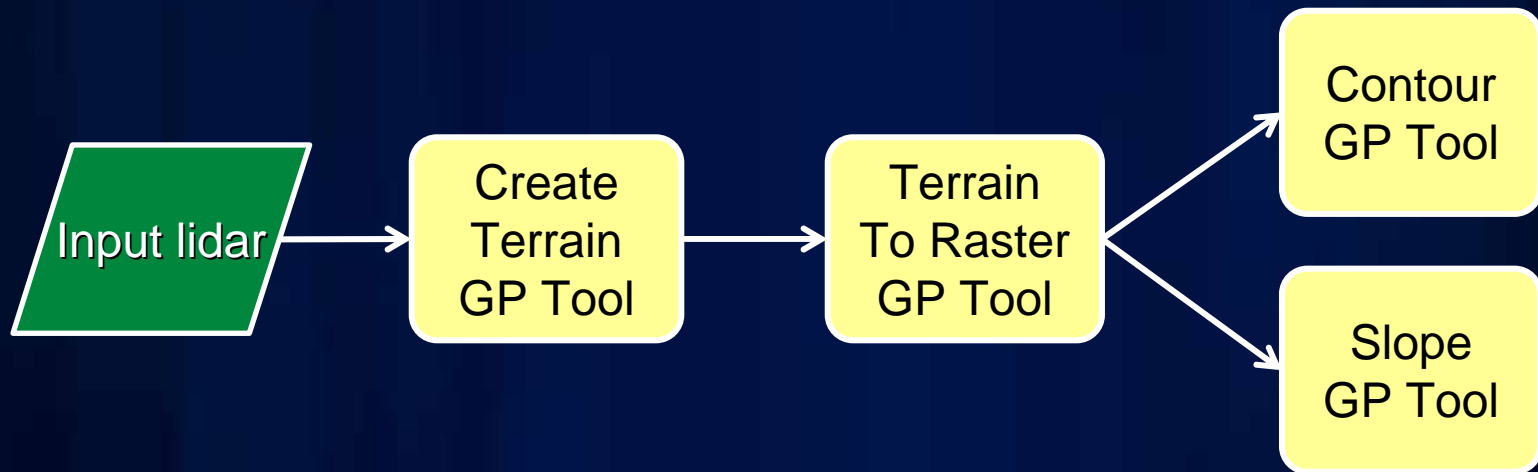 Input lidar
Create
Terrain
GP Tool
Terrain
To Raster
GP Tool
Contour
GP Tool
Slope
GP Tool